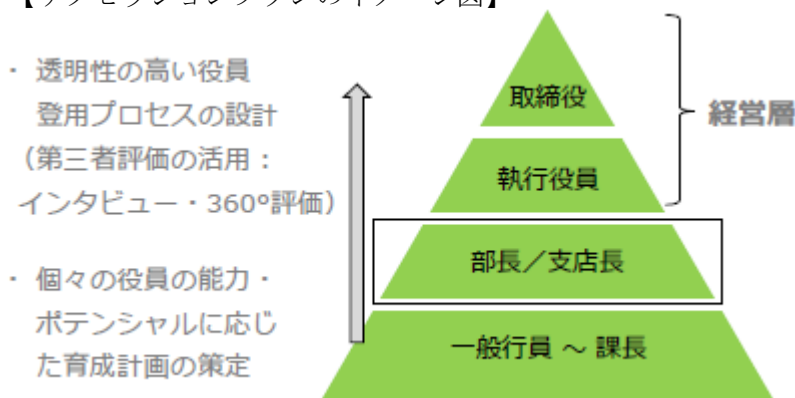 ・ 透明性の高い役員
登用プロセスの設計
（第三者評価の活用：
インタビュー・360°評価）
・ 個々の役員の能力・
ポテンシャルに応じ
た育成計画の策定
取締役
執行役員
経営層
部長／支店長
一般行員 ～ 課長